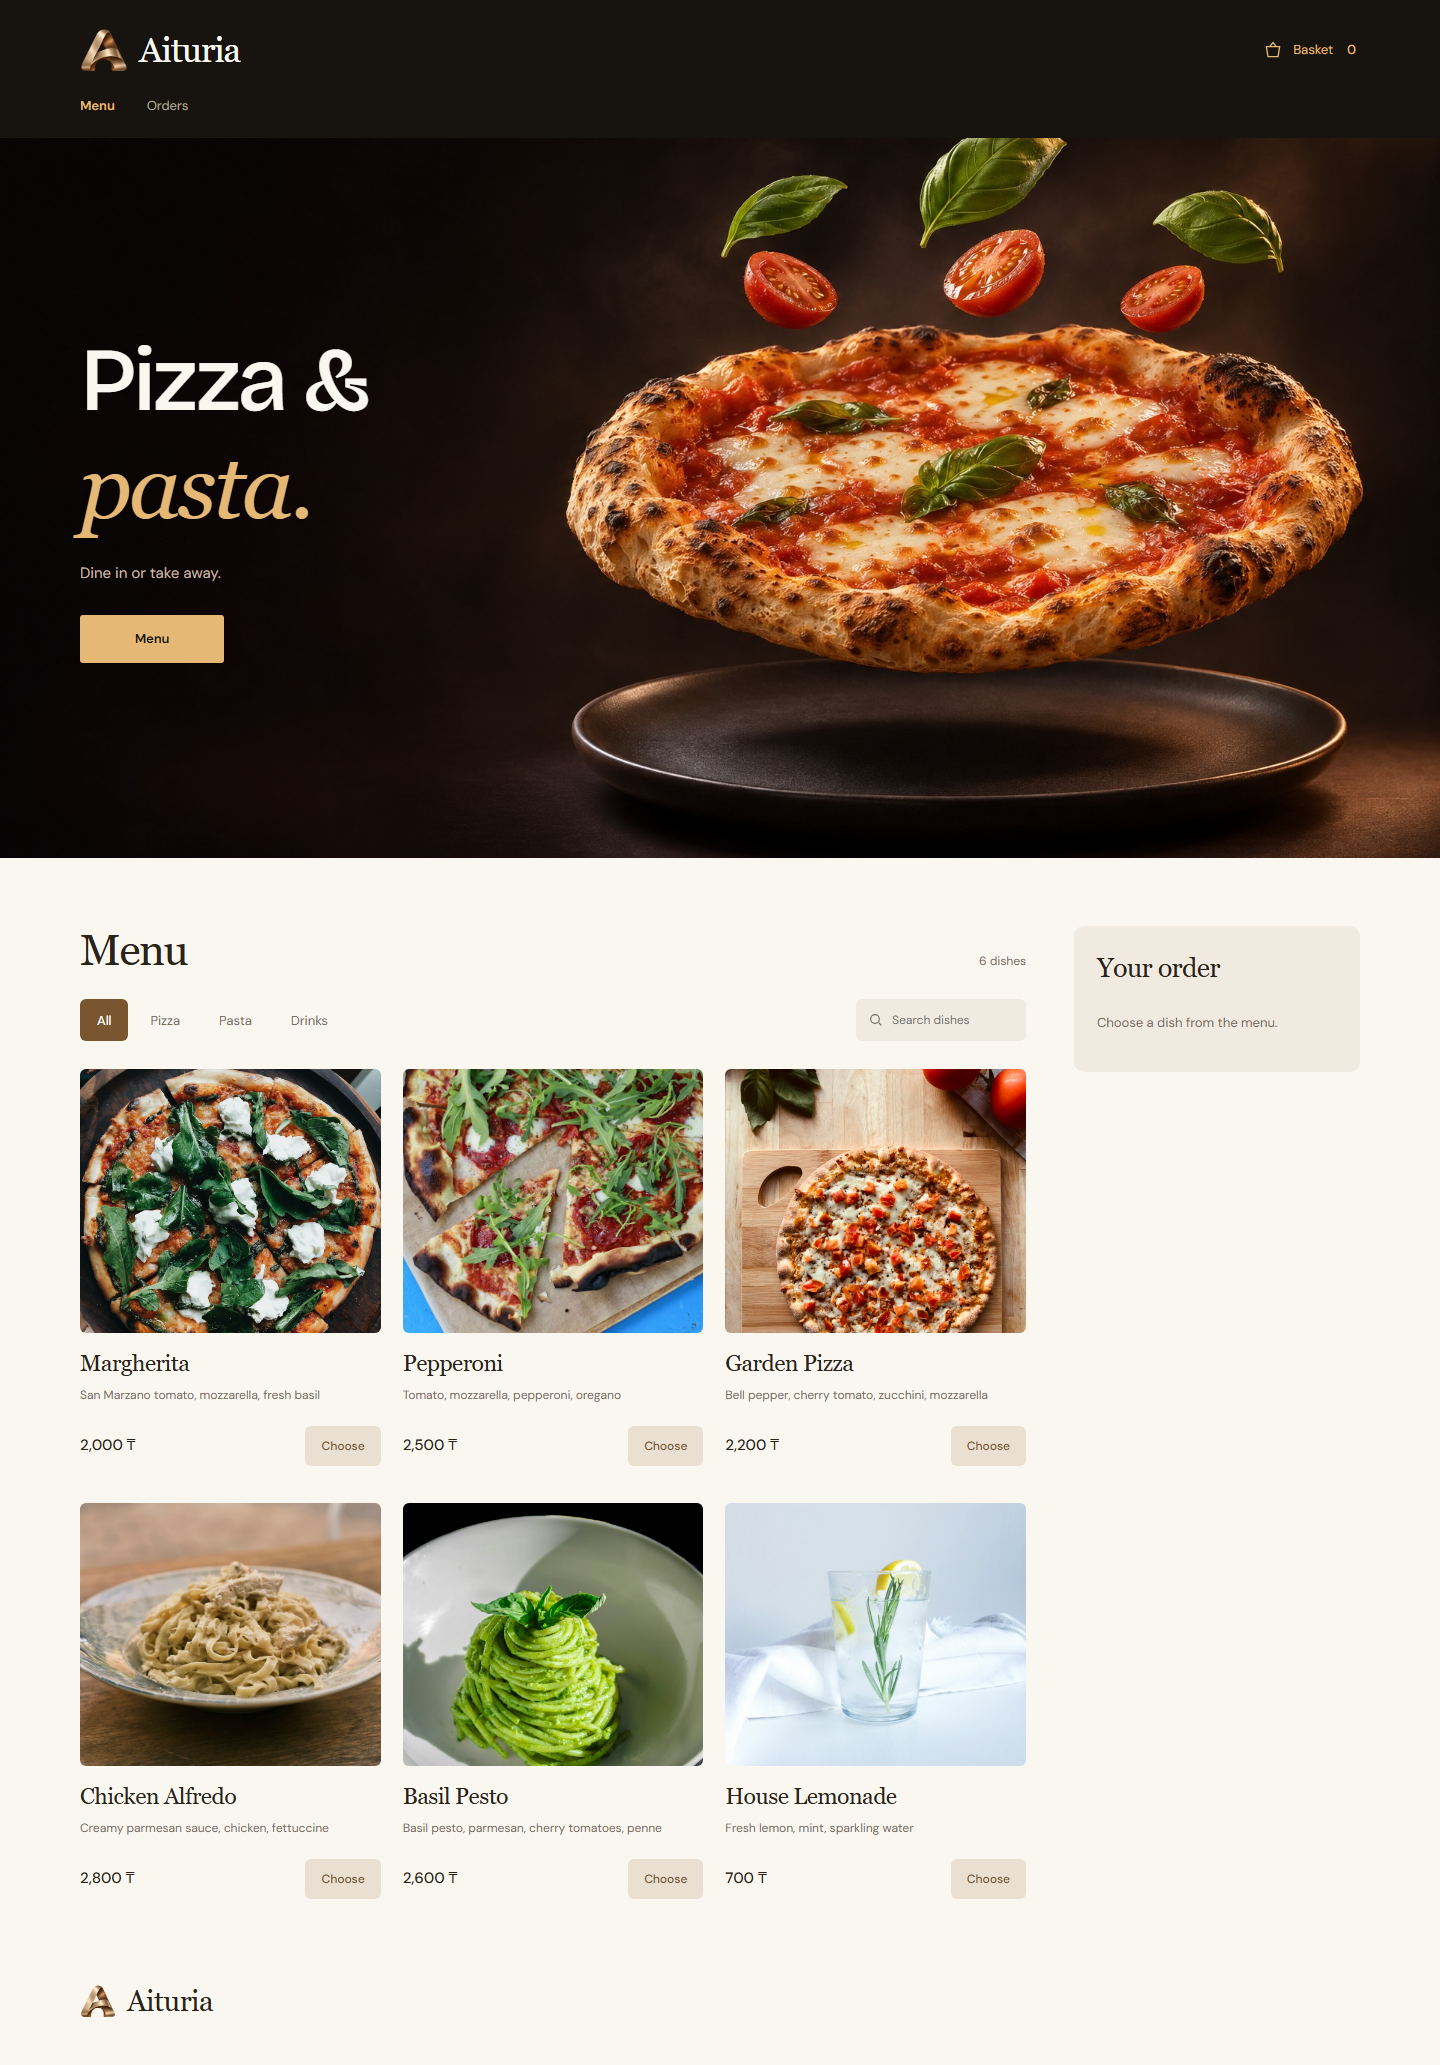 Aituria
Basket 0
Menu Orders
Pizza &
pasta.
Dine in or take away.
Menu
Menu
6 dishes
All Pizza Pasta Drinks
Search dishes
Your order
Choose a dish from the menu.
Margherita
San Marzano tomato, mozzarella, fresh basil
2,000 ₸
Choose
Pepperoni
Tomato, mozzarella, pepperoni, oregano
2,500 ₸
Choose
Garden Pizza
Bell pepper, cherry tomato, zucchini, mozzarella
2,200 ₸
Choose
Chicken Alfredo
Creamy parmesan sauce, chicken, fettuccine
2,800 ₸
Choose
Basil Pesto
Basil pesto, parmesan, cherry tomatoes, penne
2,600 ₸
Choose
House Lemonade
Fresh lemon, mint, sparkling water
700 ₸
Choose
Aituria